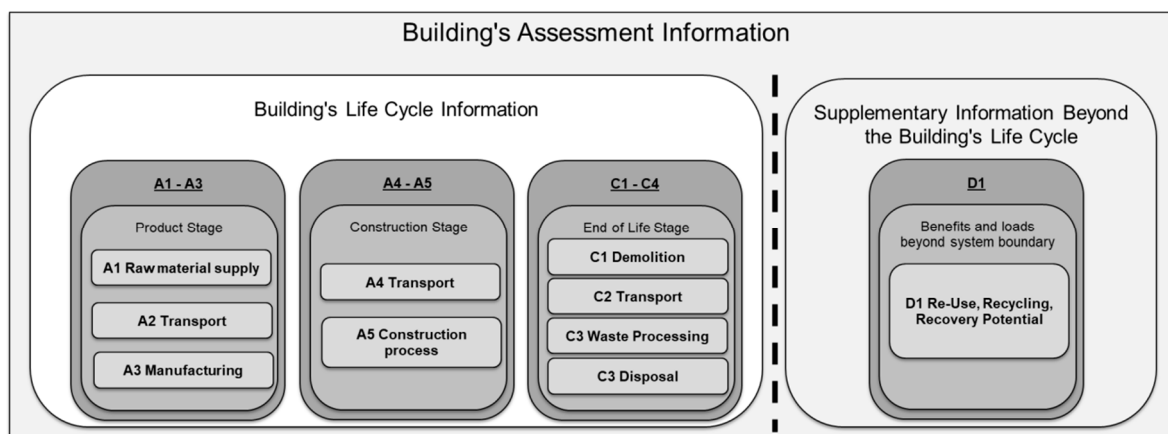 Building's Assessment Information
Building's Life Cycle Information
A1 - A3
Product Stage
A1 Raw material supply
A2 Transport
A3 Manufacturing
A4 - A5
Construction Stage
A4 Transport
A5 Construction
process
C1 - C4
End of Life Stage
C1 Demolition
C2 Transport
C3 Waste Processing
C3 Disposal
Supplementary Information Beyond
the Building's Life Cycle
D1
Benefits and loads
beyond system boundary
D1 Re-Use, Recycling,
Recovery Potential